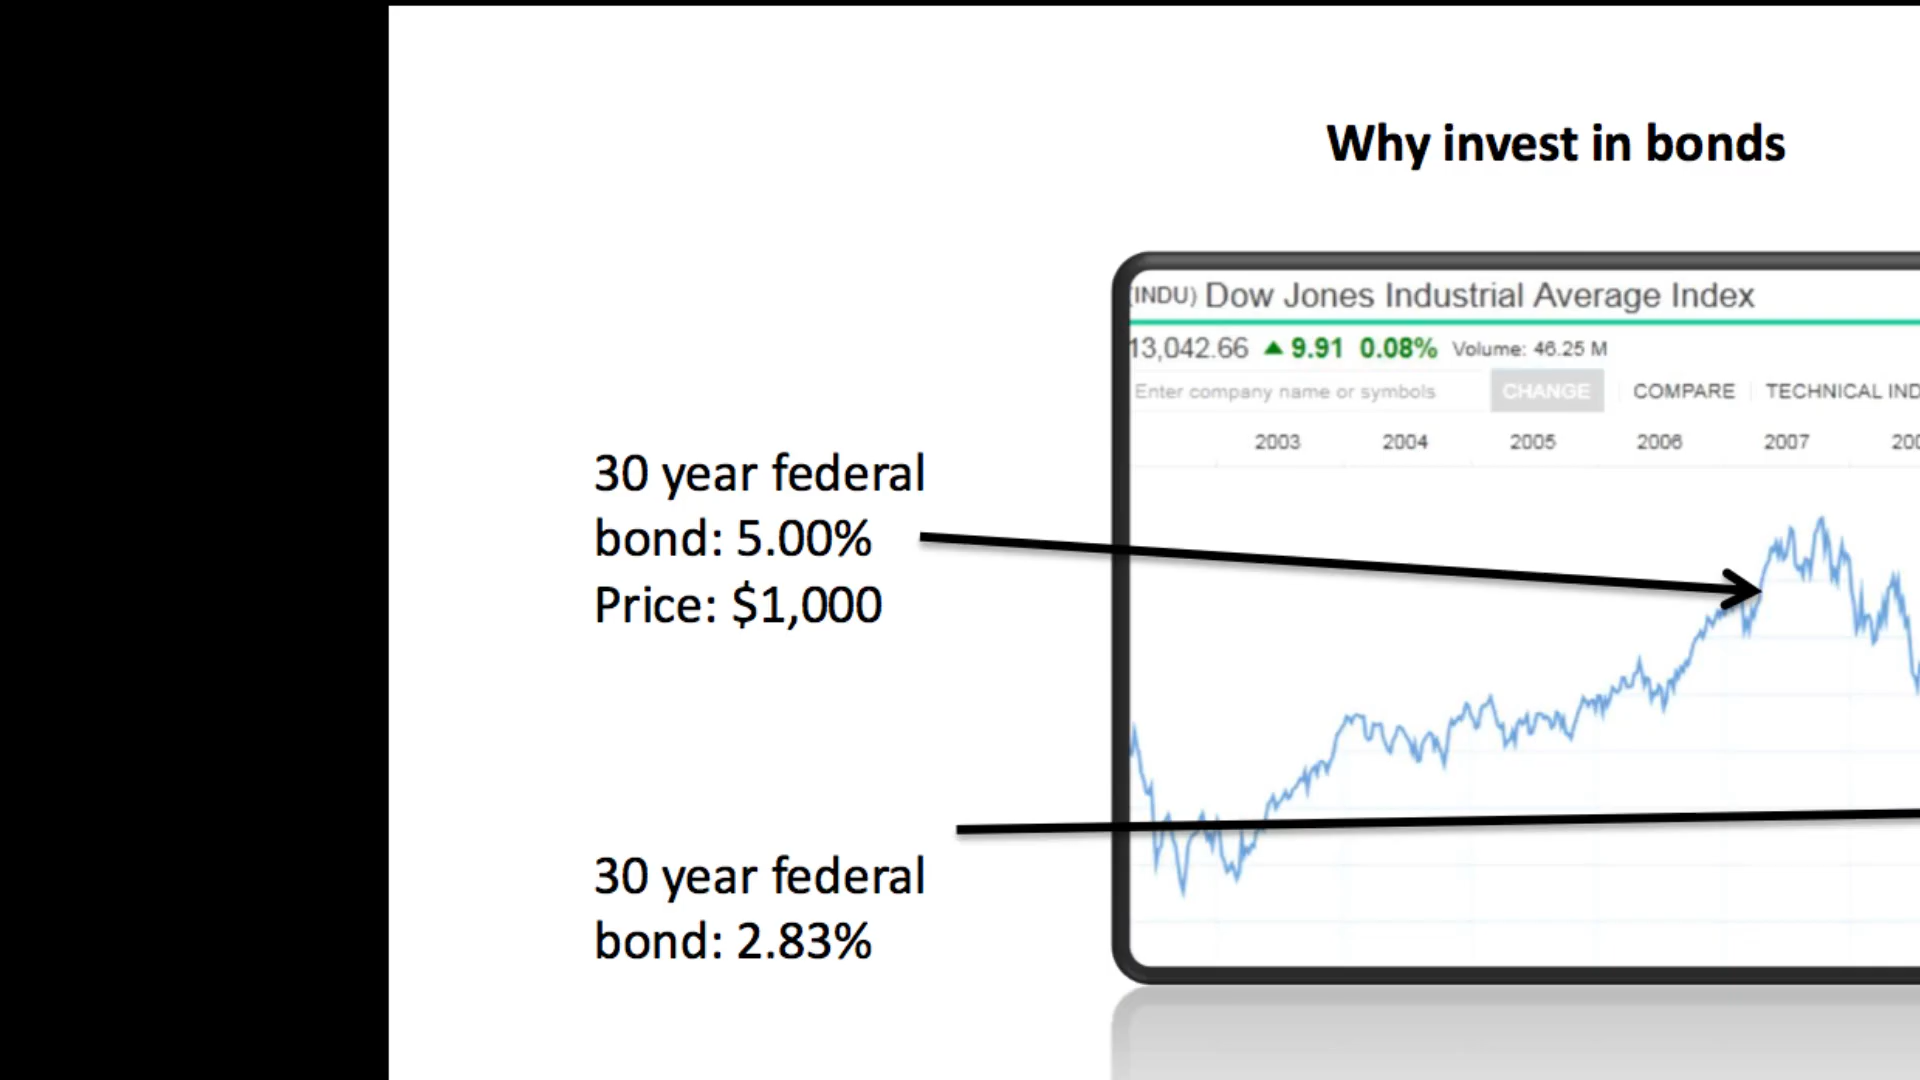 Why invest in bonds
(INDU) Dow Jones Industrial Average Index
13,042.66 ▲ 9.91 0.08% Volume: 46.25 M
Enter company name or symbols CHANGE COMPARE TECHNICAL IND
2003 2004 2005 2006 2007 200
30 year federal
bond: 5.00%
Price: $1,000
30 year federal
bond: 2.83%